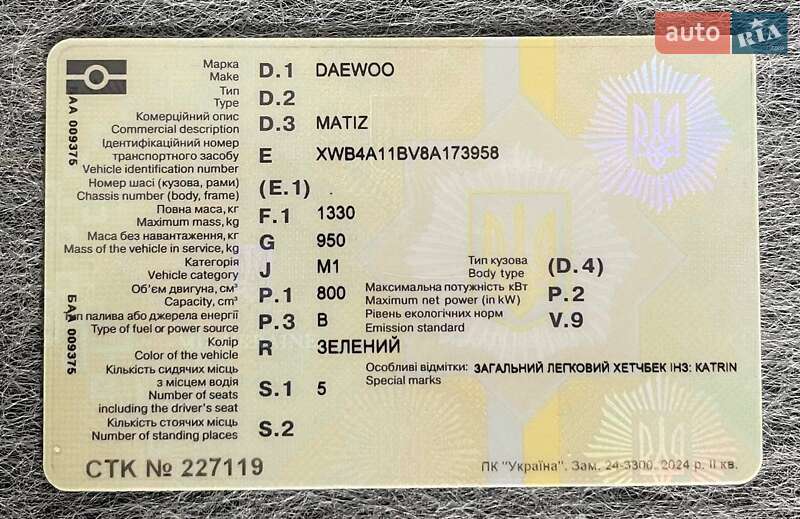 auto RIA
.com
Марка
Make D.1 DAEWOO
Тип
Type D.2
Комерційний опис
Commercial description D.3 MATIZ
Ідентифікаційний номер
транспортного засобу E XWB4A11BV8A173958
Vehicle identification number
Номер шасі (кузова, рами)
Chassis number (body, frame) (E.1) .
Повна маса, кг
Maximum mass, kg F.1 1330
Маса без навантаження, кг
Mass of the vehicle in service, kg G 950
Категорія
Vehicle category J M1
Тип кузова
Body type (D.4)
Об'єм двигуна, см³
Capacity, cm³ P.1 800
Максимальна потужність кВт
Maximum net power (in kW) P.2
Тип палива або джерела енергії
Type of fuel or power source P.3 B
Рівень екологічних норм
Emission standard V.9
Колір
Color of the vehicle R ЗЕЛЕНИЙ
Особливі відмітки: ЗАГАЛЬНИЙ ЛЕГКОВИЙ ХЕТЧБЕК ІНЗ: KATRIN
Special marks
Кількість сидячих місць
з місцем водія
Number of seats S.1 5
including the driver's seat
Кількість стоячих місць
Number of standing places S.2
СТК № 227119
ПК "Україна". Зам. 24-3300. 2024 р. II кв.
АА 009375
БАА 009375